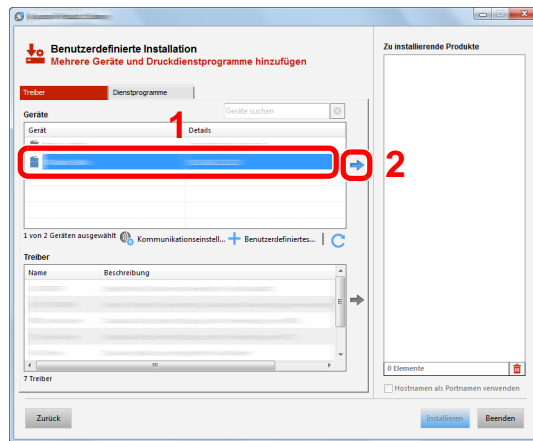 Benutzerdefinierte Installation
Mehrere Geräte und Druckdienstprogramme hinzufügen
Treiber
Dienstprogramme
Geräte
Geräte suchen
Gerät
Details
1
2
1 von 2 Geräten ausgewählt
Kommunikationseinstell...
Benutzerdefiniertes...
Treiber
Name
Beschreibung
7 Treiber
Zu installierende Produkte
0 Elemente
Hostnamen als Portnamen verwenden
Zurück
Installieren
Beenden